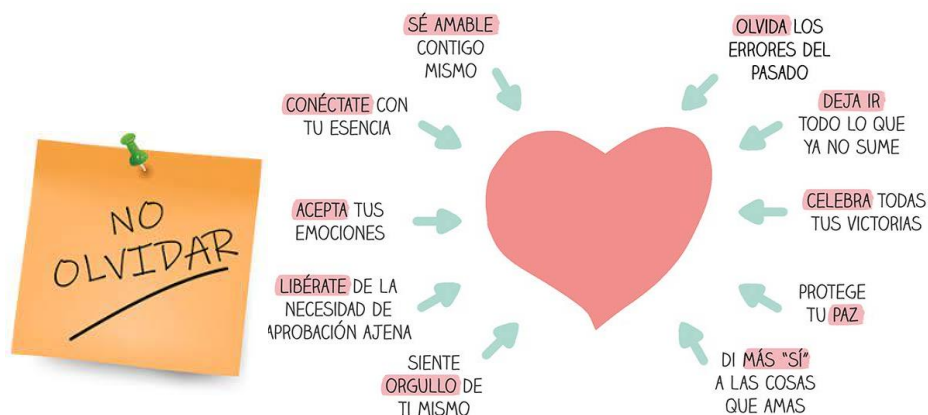 NO
OLVIDAR
SÉ AMABLE
CONTIGO
MISMO
CONÉCTATE CON
TU ESENCIA
ACEPTA TUS
EMOCIONES
LIBÉRATE DE LA
NECESIDAD DE
APROBACIÓN AJENA
SIENTE
ORGULLO DE
TI MISMO
OLVIDA LOS
ERRORES DEL
PASADO
DEJA IR
TODO LO QUE
YA NO SUME
CELEBRA TODAS
TUS VICTORIAS
PROTEGE
TU PAZ
DI MÁS "SÍ"
A LAS COSAS
QUE AMAS